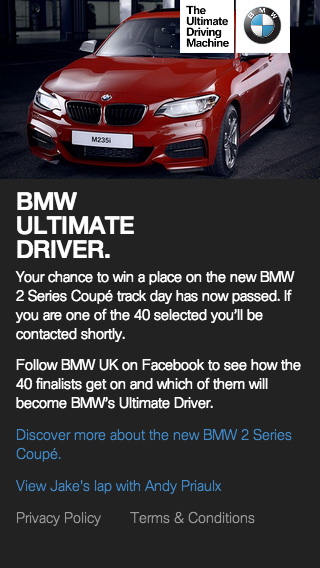 The
Ultimate
Driving
Machine
BMW
M235i
BMW
ULTIMATE
DRIVER.
Your chance to win a place on the new BMW
2 Series Coupé track day has now passed. If
you are one of the 40 selected you'll be
contacted shortly.
Follow BMW UK on Facebook to see how the
40 finalists get on and which of them will
become BMW's Ultimate Driver.
Discover more about the new BMW 2 Series
Coupé.
View Jake's lap with Andy Priaulx
Privacy Policy Terms & Conditions